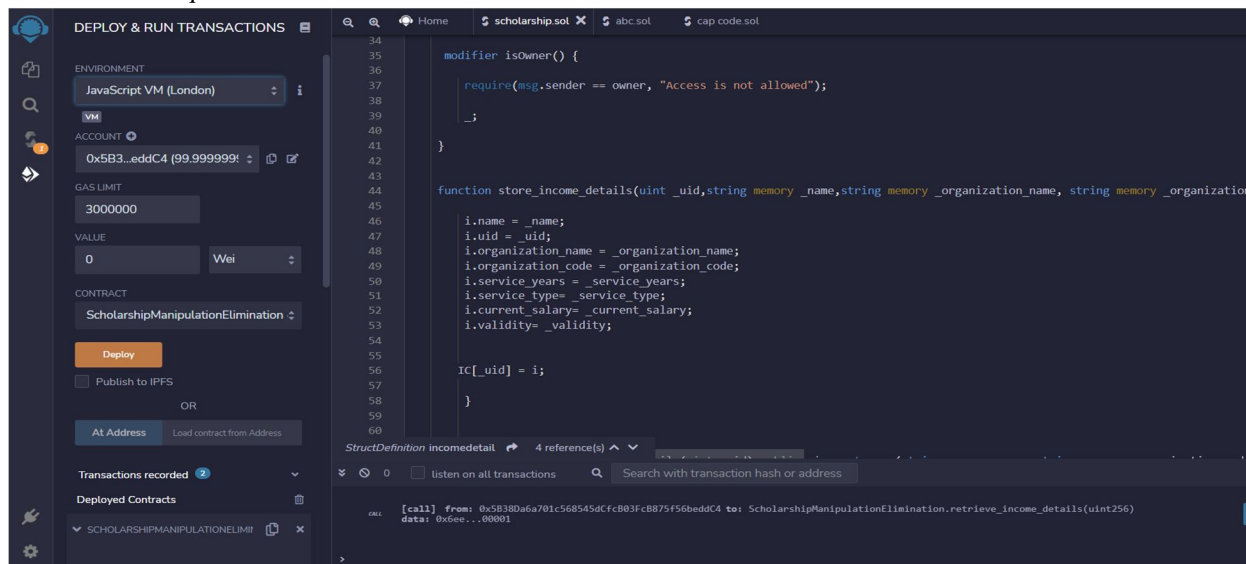 DEPLOY & RUN TRANSACTIONS
ENVIRONMENT
JavaScript VM (London)
VM
ACCOUNT
0x5B3...eddC4 (99.9999999
GAS LIMIT
3000000
VALUE
0 Wei
CONTRACT
ScholarshipManipulationElimination
Deploy
Publish to IPFS
OR
At Address Load contract from Address
Transactions recorded 2
Deployed Contracts
SCHOLARSHIPMANIPULATIONELIMI
Home scholarship.sol abc.sol cap code.sol
34
35 modifier isOwner() {
36
37 require(msg.sender == owner, "Access is not allowed");
38
39 _;
40
41 }
42
43
44 function store_income_details(uint _uid,string memory _name,string memory _organization_name, string memory _organization
45
46 i.name = _name;
47 i.uid = _uid;
48 i.organization_name = _organization_name;
49 i.organization_code = _organization_code;
50 i.service_years = _service_years;
51 i.service_type= _service_type;
52 i.current_salary= _current_salary;
53 i.validity= _validity;
54
55
56 IC[_uid] = i;
57
58 }
59
60
StructDefinition incomedetail 4 reference(s)
0 listen on all transactions Search with transaction hash or address
CALL [call] from: 0x5B38Da6a701c568545dCfcB03FcB875f56beddC4 to: ScholarshipManipulationElimination.retrieve_income_details(uint256)
data: 0x6ee...00001
>